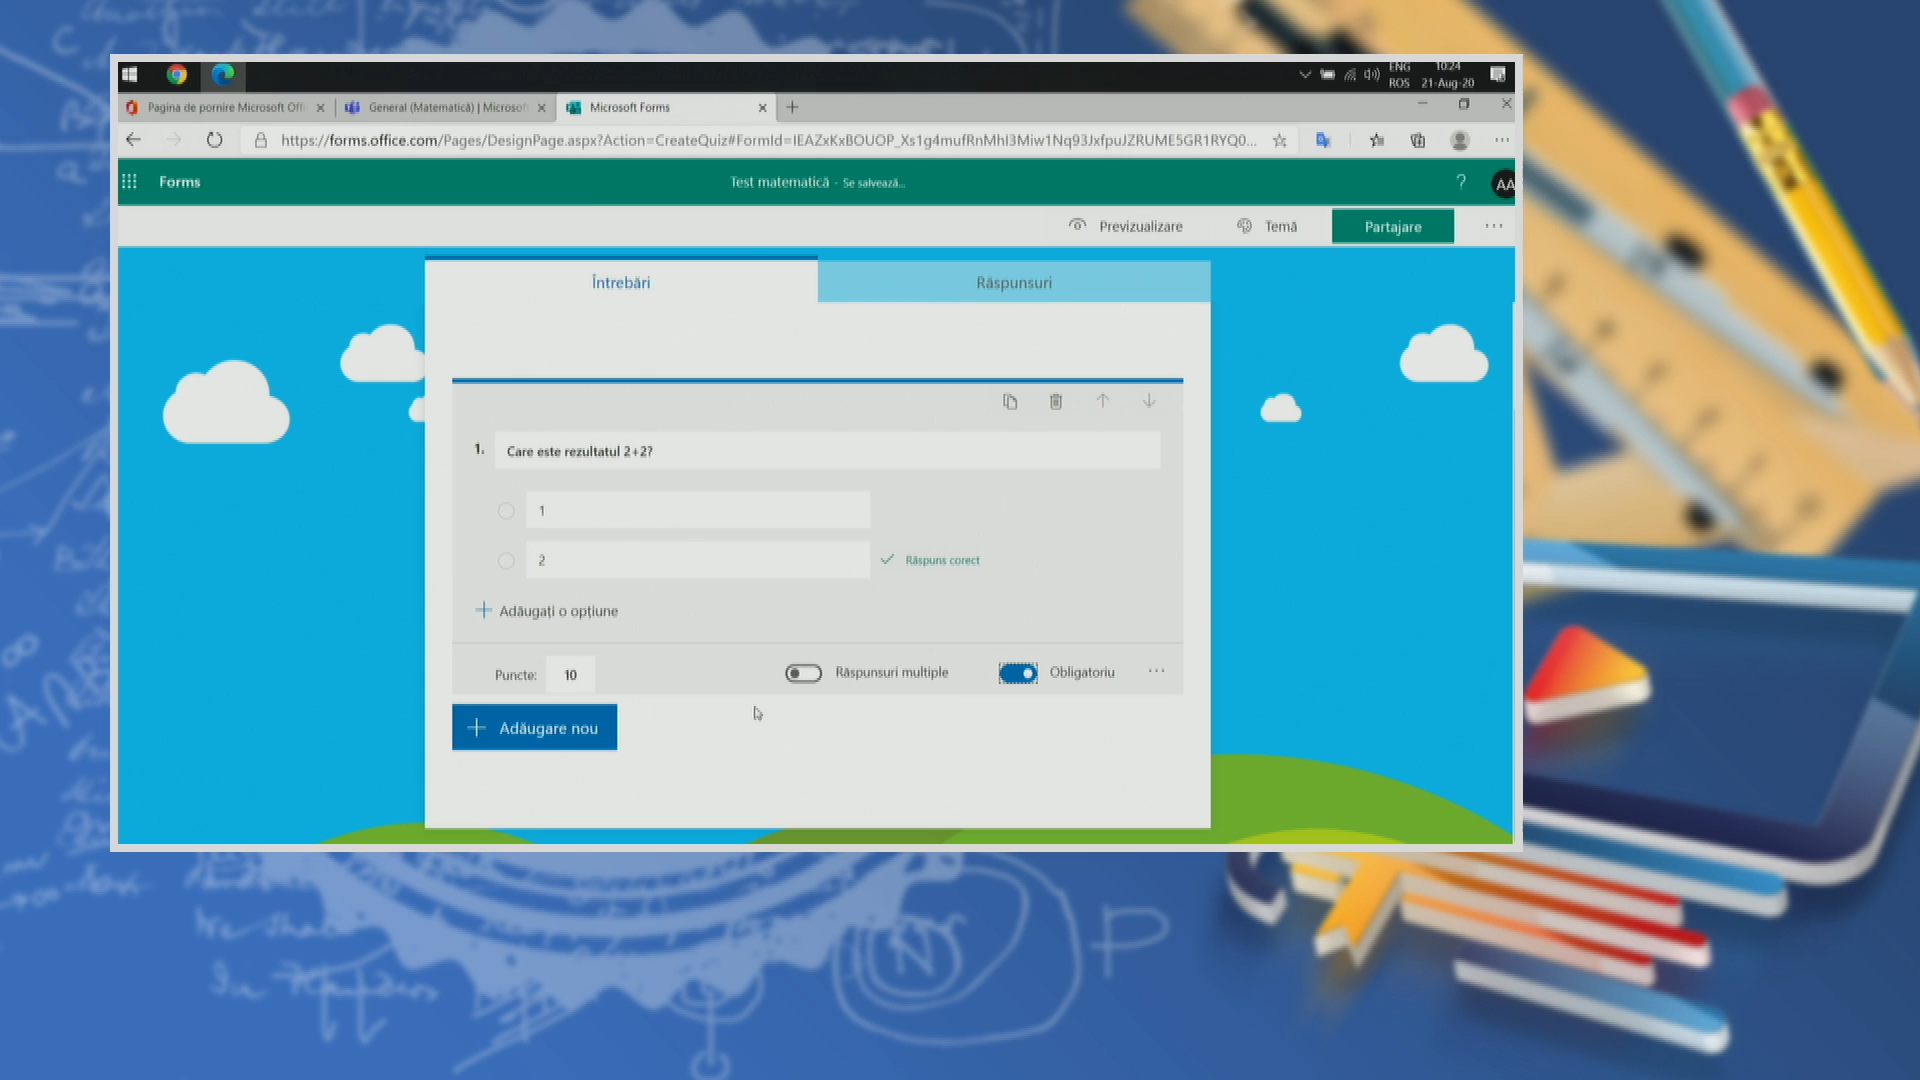 ENG
10:24
ROS
21-Aug-20
Pagina de pornire Microsoft Offi
General (Matematică) | Microsof
Microsoft Forms
https://forms.office.com/Pages/DesignPage.aspx?Action=CreateQuiz#FormId=
Forms
Test matematică - Se salvează...
?
AA
Previzualizare
Temă
Partajare
Întrebări
Răspunsuri
1. Care este rezultatul 2+2?
1
2
Răspuns corect
Adăugați o opțiune
Puncte: 10
Răspunsuri multiple
Obligatoriu
Adăugare nou
P